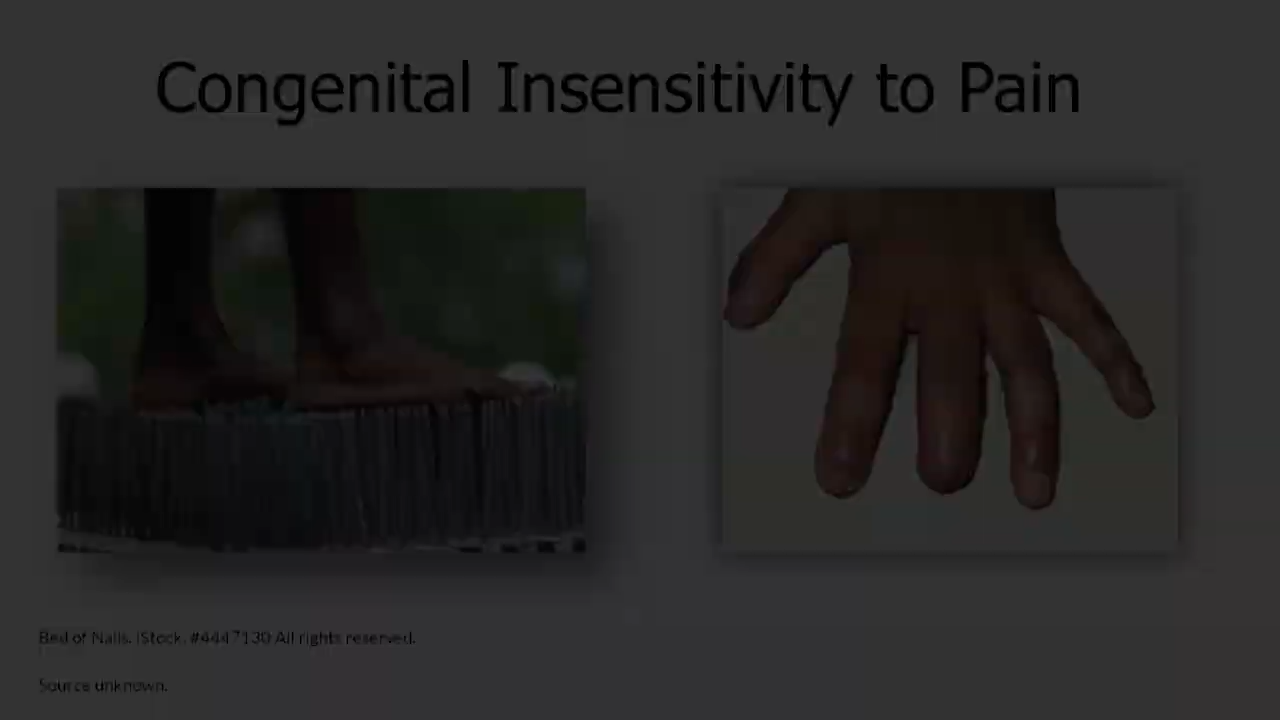 Congenital Insensitivity to Pain
Bed of Nails. iStock. #4447130 All rights reserved.
Source unknown.